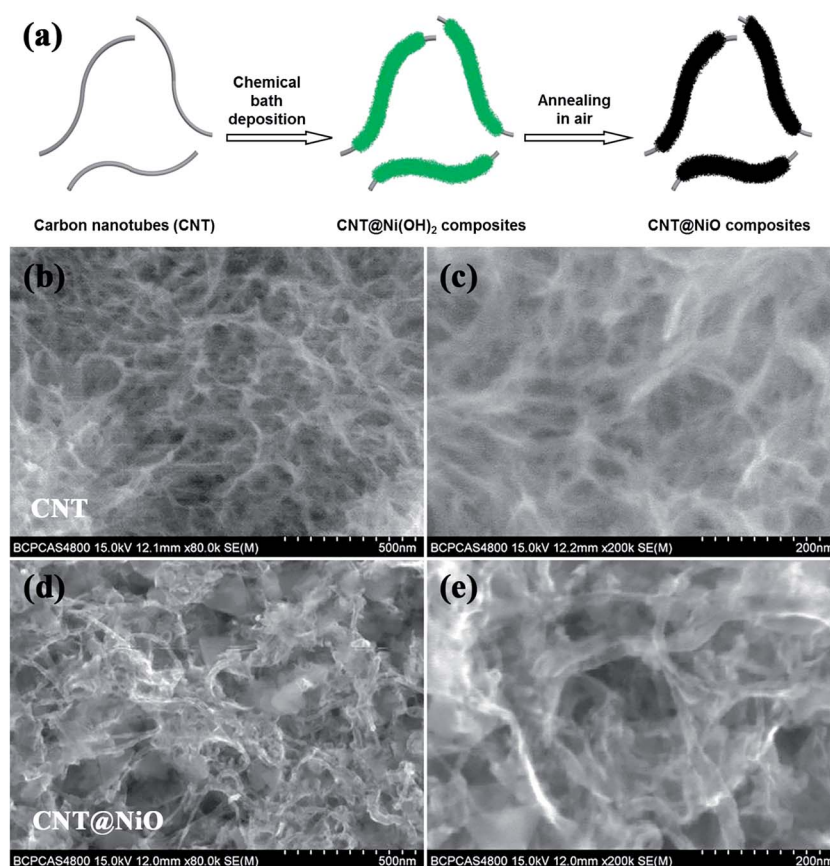 (a)
Chemical
bath
deposition
Annealing
in air
Carbon nanotubes (CNT)
CNT@Ni(OH)₂ composites
CNT@NiO composites
(b)
(c)
CNT
BCPCAS4800 15.0kV 12.1mm x80.0k SE(M) 500nm
BCPCAS4800 15.0kV 12.2mm x200k SE(M) 200nm
(d)
(e)
CNT@NiO
BCPCAS4800 15.0kV 12.0mm x80.0k SE(M) 500nm
BCPCAS4800 15.0kV 12.0mm x200k SE(M) 200nm